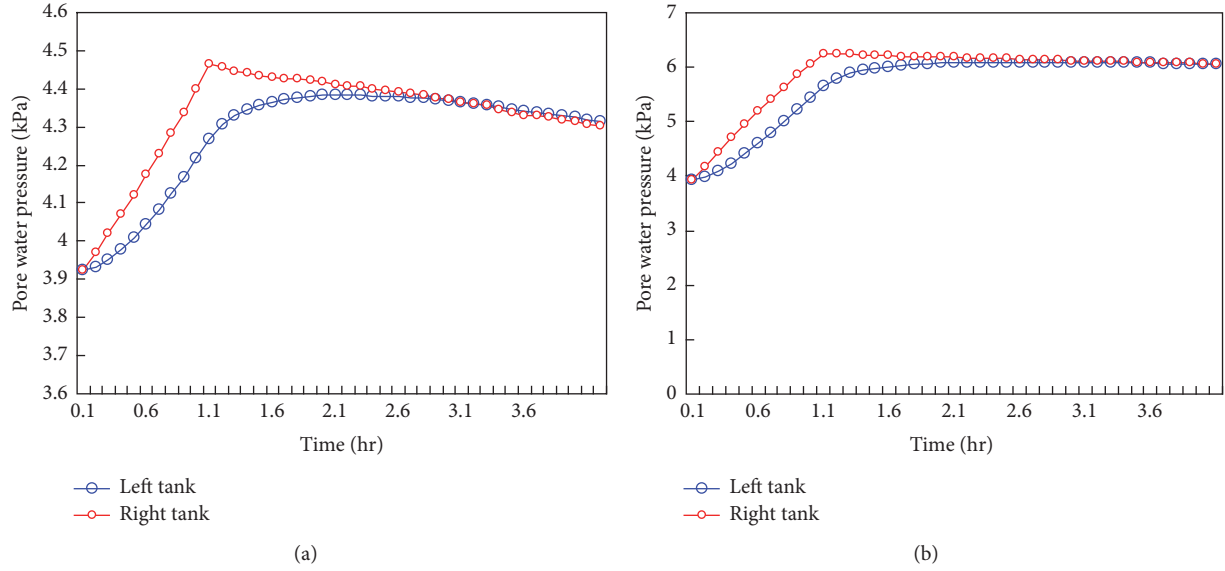 4.6
4.5
4.4
4.3
4.2
4.1
4
3.9
3.8
3.7
3.6
Pore water pressure (kPa)
0.1 0.6 1.1 1.6 2.1 2.6 3.1 3.6
Time (hr)
Left tank
Right tank
(a)
7
6
5
4
3
2
1
0
Pore water pressure (kPa)
0.1 0.6 1.1 1.6 2.1 2.6 3.1 3.6
Time (hr)
Left tank
Right tank
(b)